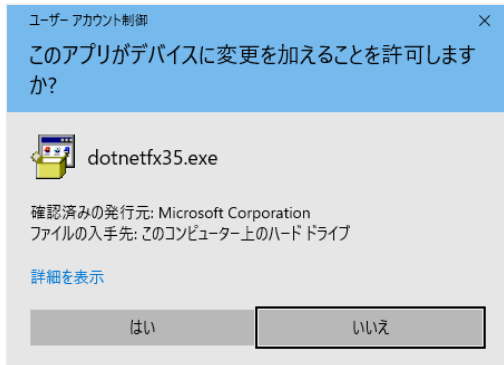 ユーザー アカウント制御
このアプリがデバイスに変更を加えることを許可します
か?
dotnetfx35.exe
確認済みの発行元: Microsoft Corporation
ファイルの入手先: このコンピューター上のハード ドライブ
詳細を表示
はい
いいえ